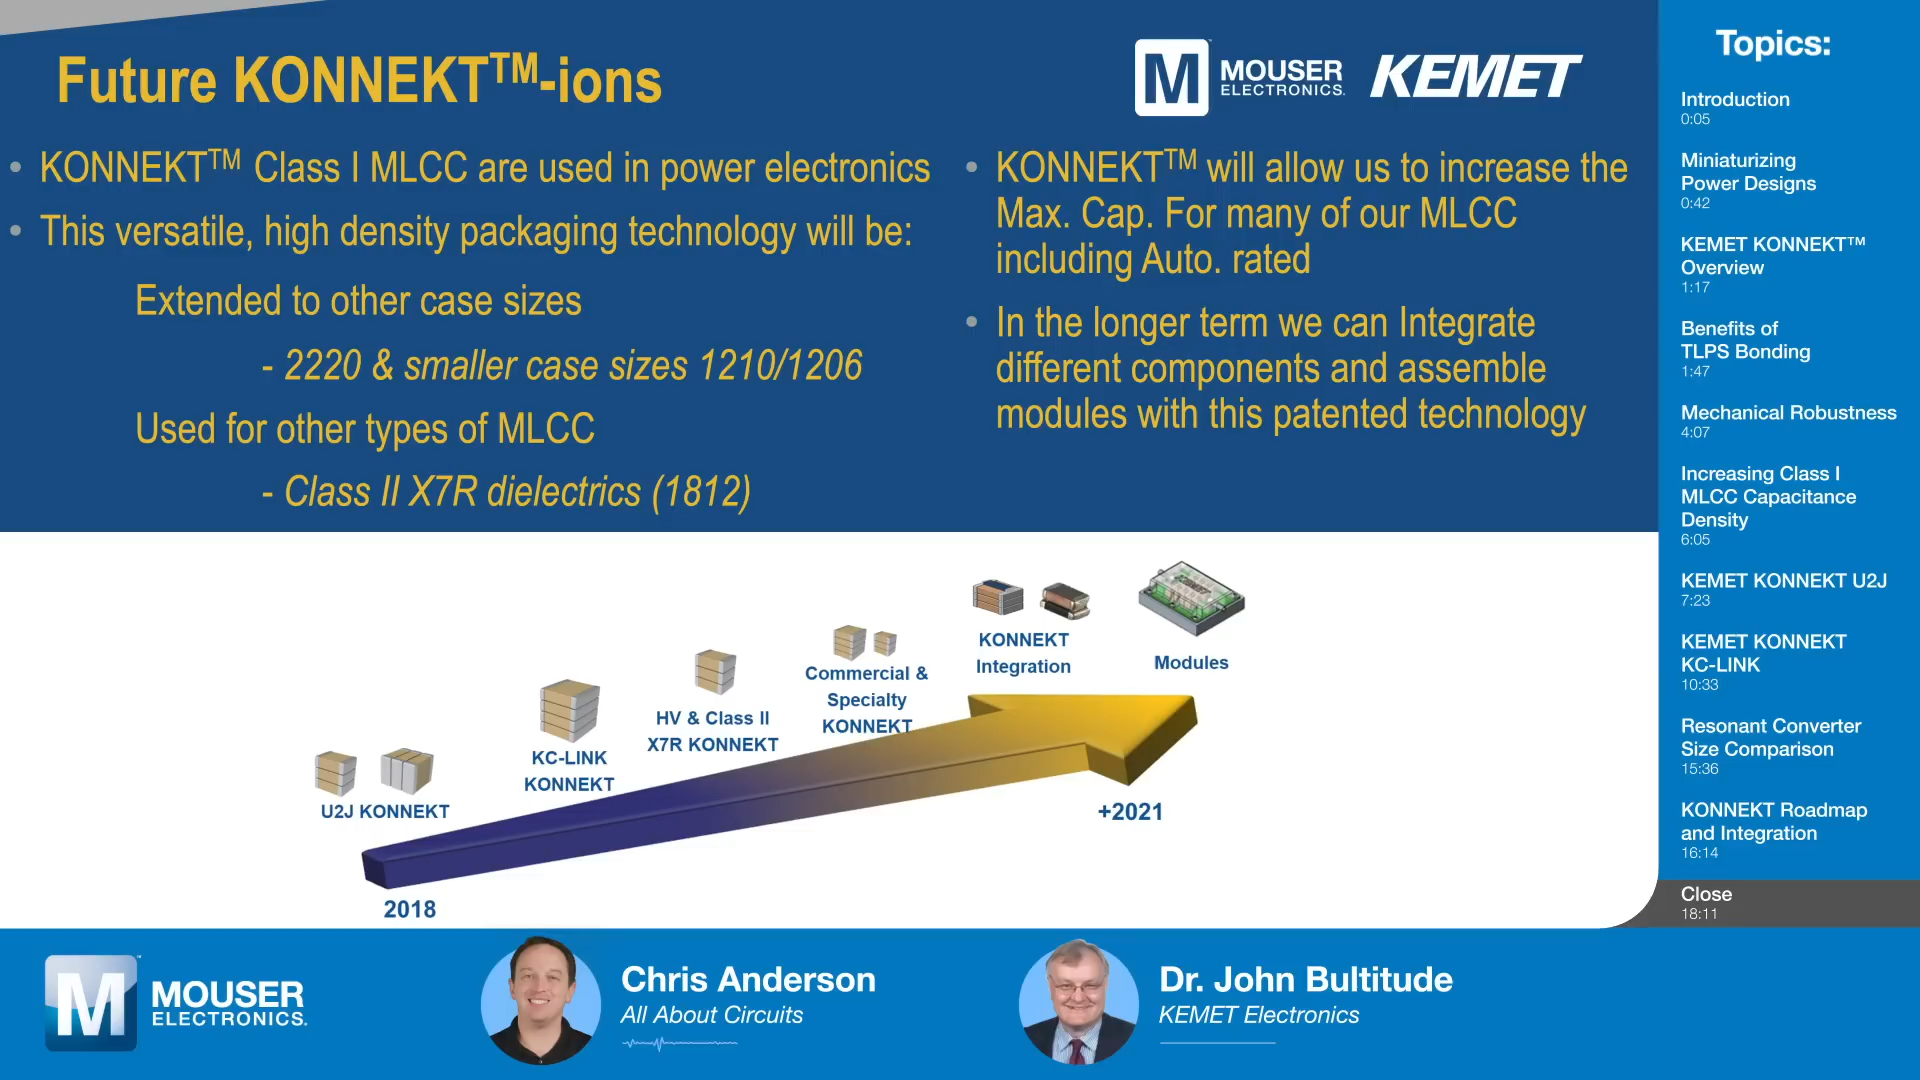 Future KONNEKT™-ions
M MOUSER
ELECTRONICS.
KEMET
• KONNEKT™ Class I MLCC are used in power electronics
• This versatile, high density packaging technology will be:
Extended to other case sizes
- 2220 & smaller case sizes 1210/1206
Used for other types of MLCC
- Class II X7R dielectrics (1812)
• KONNEKT™ will allow us to increase the
Max. Cap. For many of our MLCC
including Auto. rated
• In the longer term we can Integrate
different components and assemble
modules with this patented technology
U2J KONNEKT
KC-LINK
KONNEKT
HV & Class II
X7R KONNEKT
Commercial &
Specialty
KONNEKT
KONNEKT
Integration
Modules
2018
+2021
Topics:
Introduction
0:05
Miniaturizing
Power Designs
0:42
KEMET KONNEKT™
Overview
1:17
Benefits of
TLPS Bonding
1:47
Mechanical Robustness
4:07
Increasing Class I
MLCC Capacitance
Density
6:05
KEMET KONNEKT U2J
7:23
KEMET KONNEKT
KC-LINK
10:33
Resonant Converter
Size Comparison
15:36
KONNEKT Roadmap
and Integration
16:14
Close
18:11
M MOUSER
ELECTRONICS.
Chris Anderson
All About Circuits
Dr. John Bultitude
KEMET Electronics